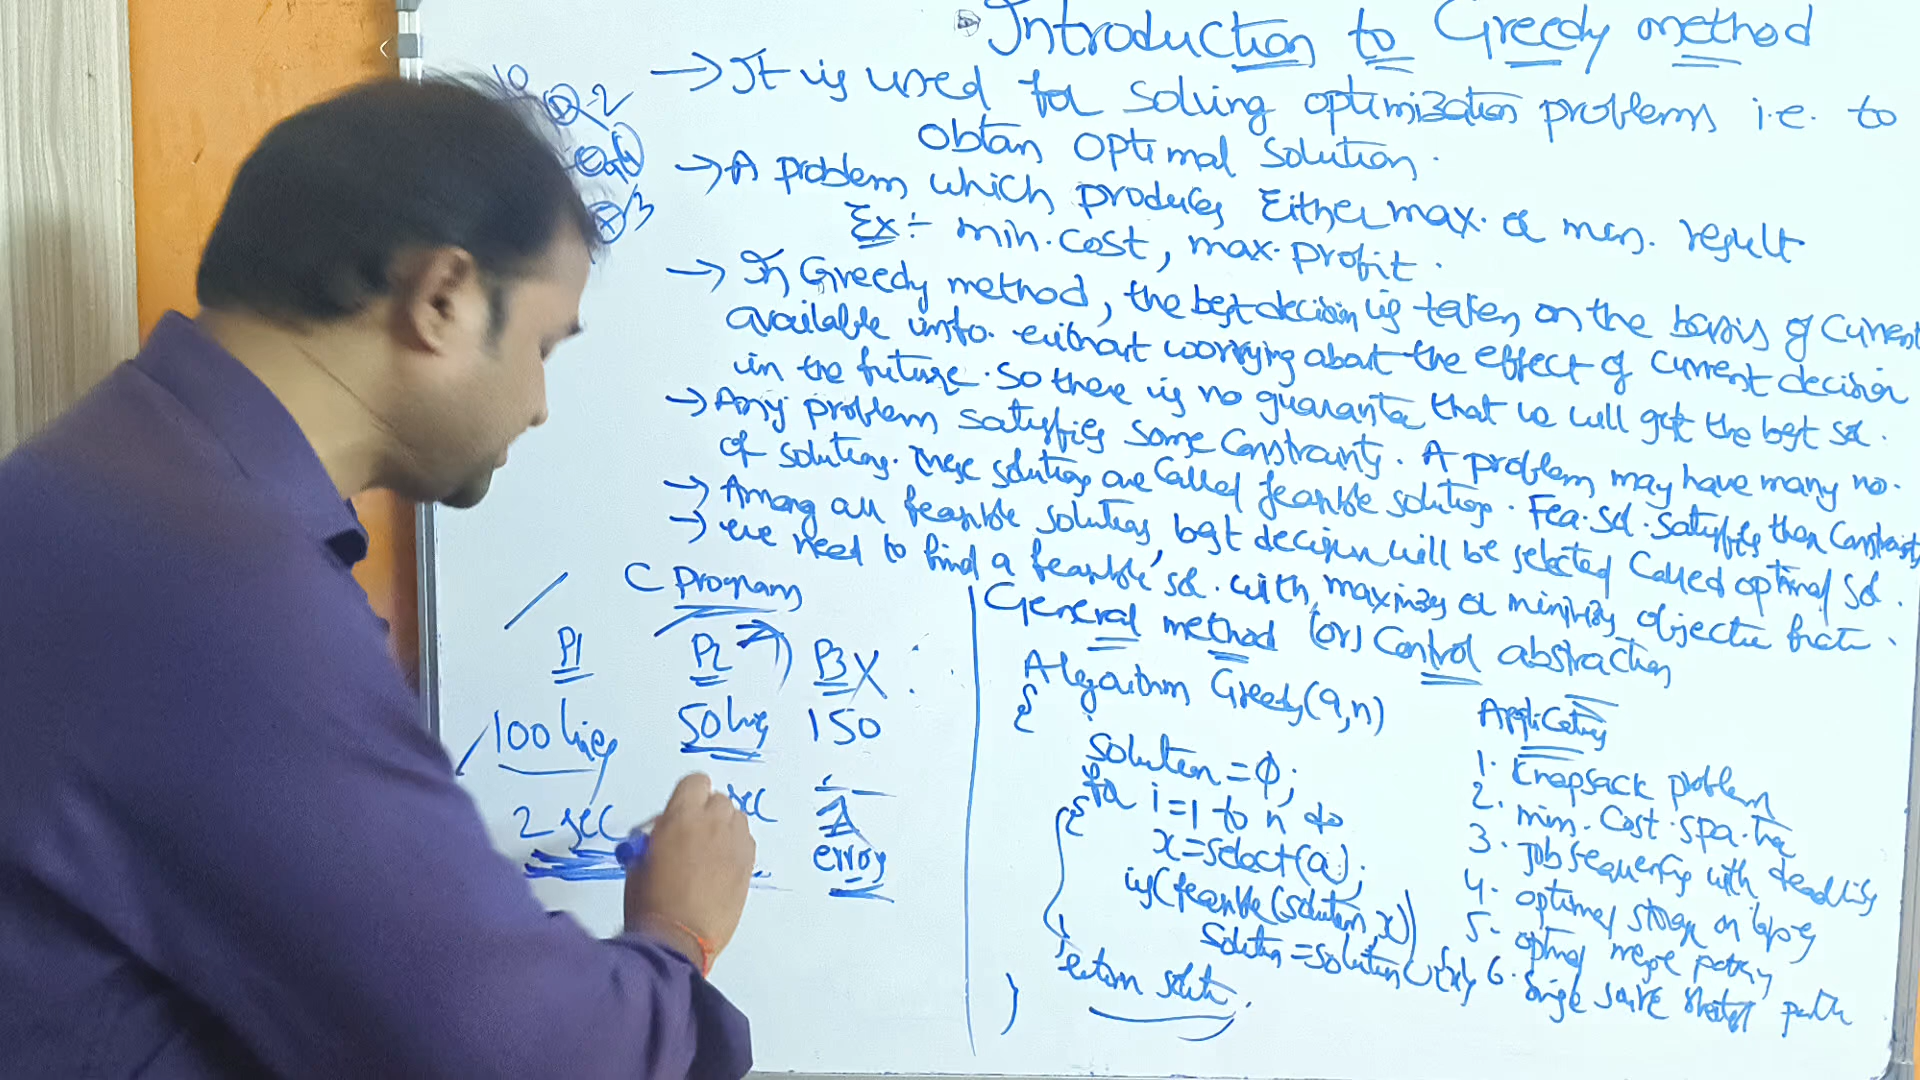 Introduction to Greedy method
→ It is used for solving optimization problems i.e. to
obtain optimal solution.
→ A problem which produces Either max. or min. result
Ex ÷ min. cost, max. profit.
→ In Greedy method, the best decision is taken on the basis of current
available info. without worrying about the effect of current decision
in the future. So there is no guarantee that we will get the best sol.
→ Any problem satisfies some constraints. A problem may have many no.
of solutions. These solutions are called feasible solutions. Fea. sol. satisfies the constraints
→ Among all feasible solutions, best decision will be selected called optimal sol.
→ we need to find a feasible sol. with maximizes or minimizes objective
C program
P1 P2 P3 X
100 lines 50 lines 150
2 sec sec
error
General method (or) Control abstraction
Algorithm Greedy(a,n)
{
solution = φ;
for i=1 to n do
{
x=select(a);
if(feasible(solution,x))
solution = solution ∪ {x};
}
return solution
}
Applications
1. Knapsack problem
2. min. cost. spa. tree
3. Job sequencing with deadlines
4. optimal storage on tapes
5. optimal merge pattern
6. single source shortest path
10
2
3